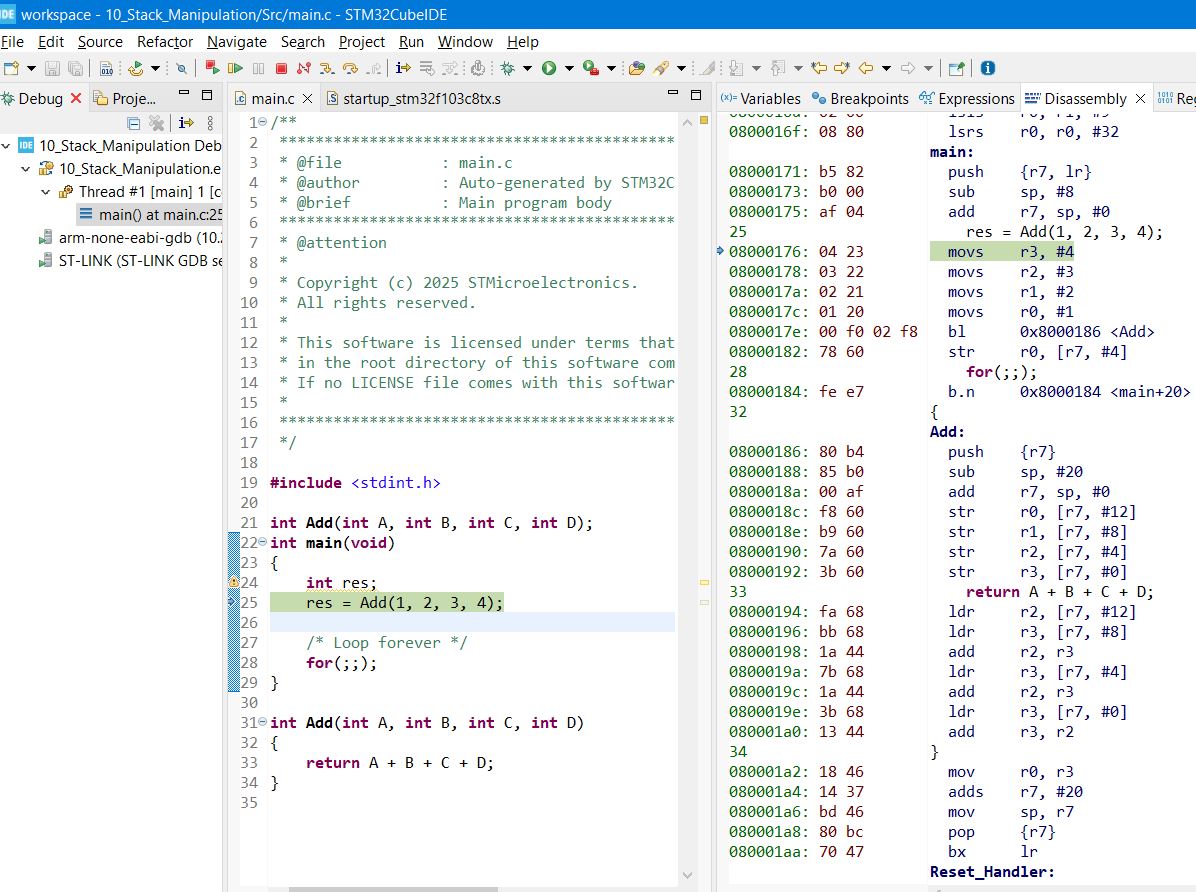 workspace - 10_Stack_Manipulation/Src/main.c - STM32CubeIDE
File Edit Source Refactor Navigate Search Project Run Window Help
Debug Proje...
10_Stack_Manipulation Deb
10_Stack_Manipulation.e
Thread #1 [main] 1 [c
main() at main.c:25
arm-none-eabi-gdb (10.
ST-LINK (ST-LINK GDB se
main.c startup_stm32f103c8tx.s
1 /**
2 ********************************************
3 * @file : main.c
4 * @author : Auto-generated by STM32C
5 * @brief : Main program body
6 ********************************************
7 * @attention
8 *
9 * Copyright (c) 2025 STMicroelectronics.
10 * All rights reserved.
11 *
12 * This software is licensed under terms that
13 * in the root directory of this software com
14 * If no LICENSE file comes with this softwar
15 *
16 ********************************************
17 */
18
19 #include <stdint.h>
20
21 int Add(int A, int B, int C, int D);
22 int main(void)
23 {
24 int res;
25 res = Add(1, 2, 3, 4);
26
27 /* Loop forever */
28 for(;;);
29 }
30
31 int Add(int A, int B, int C, int D)
32 {
33 return A + B + C + D;
34 }
35
(x)= Variables Breakpoints Expressions Disassembly Reg
0800016f: 08 80 lsrs r0, r0, #32
main:
08000171: b5 82 push {r7, lr}
08000173: b0 00 sub sp, #8
08000175: af 04 add r7, sp, #0
25 res = Add(1, 2, 3, 4);
08000176: 04 23 movs r3, #4
08000178: 03 22 movs r2, #3
0800017a: 02 21 movs r1, #2
0800017c: 01 20 movs r0, #1
0800017e: 00 f0 02 f8 bl 0x8000186 <Add>
08000182: 78 60 str r0, [r7, #4]
28 for(;;);
08000184: fe e7 b.n 0x8000184 <main+20>
32 {
Add:
08000186: 80 b4 push {r7}
08000188: 85 b0 sub sp, #20
0800018a: 00 af add r7, sp, #0
0800018c: f8 60 str r0, [r7, #12]
0800018e: b9 60 str r1, [r7, #8]
08000190: 7a 60 str r2, [r7, #4]
08000192: 3b 60 str r3, [r7, #0]
33 return A + B + C + D;
08000194: fa 68 ldr r2, [r7, #12]
08000196: bb 68 ldr r3, [r7, #8]
08000198: 1a 44 add r2, r3
0800019a: 7b 68 ldr r3, [r7, #4]
0800019c: 1a 44 add r2, r3
0800019e: 3b 68 ldr r3, [r7, #0]
080001a0: 13 44 add r3, r2
34 }
080001a2: 18 46 mov r0, r3
080001a4: 14 37 adds r7, #20
080001a6: bd 46 mov sp, r7
080001a8: 80 bc pop {r7}
080001aa: 70 47 bx lr
Reset_Handler: